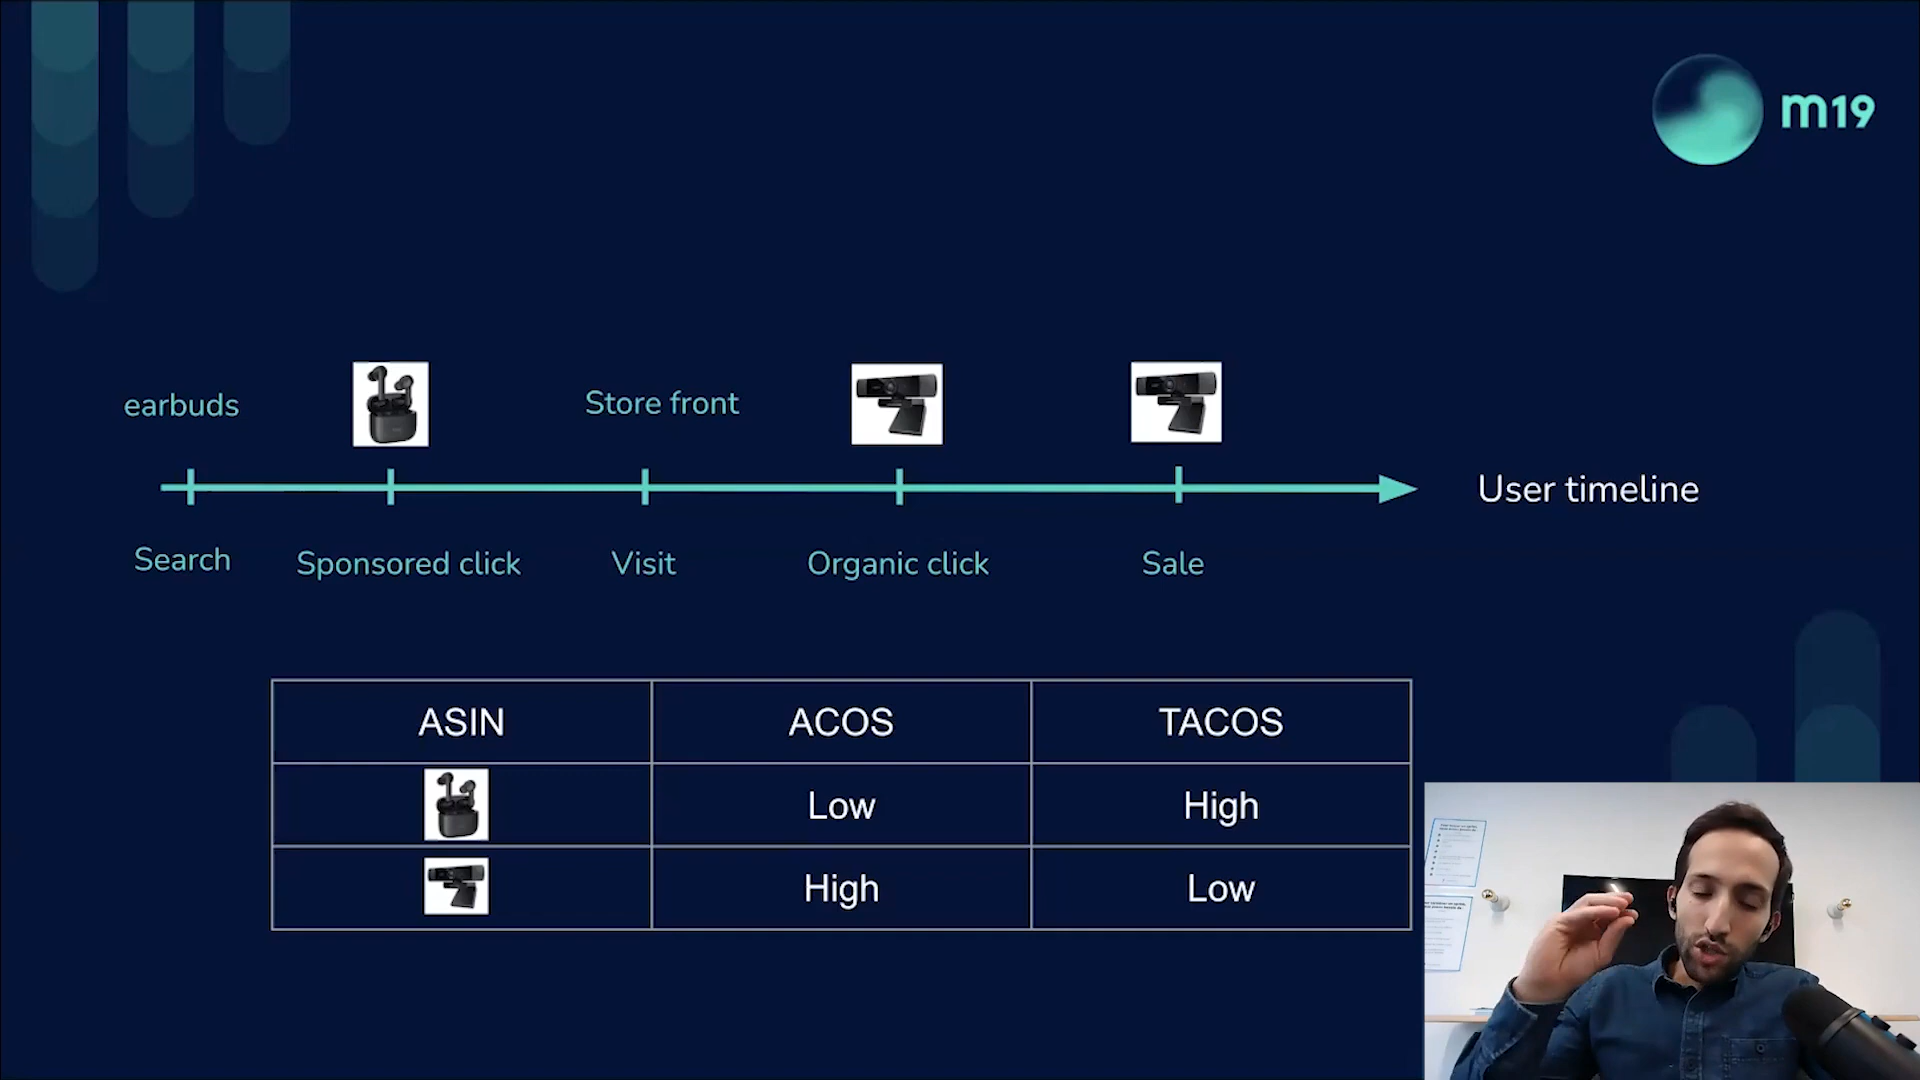 m19
earbuds
Store front
User timeline
Search
Sponsored click
Visit
Organic click
Sale
ASIN ACOS TACOS
Low High
High Low